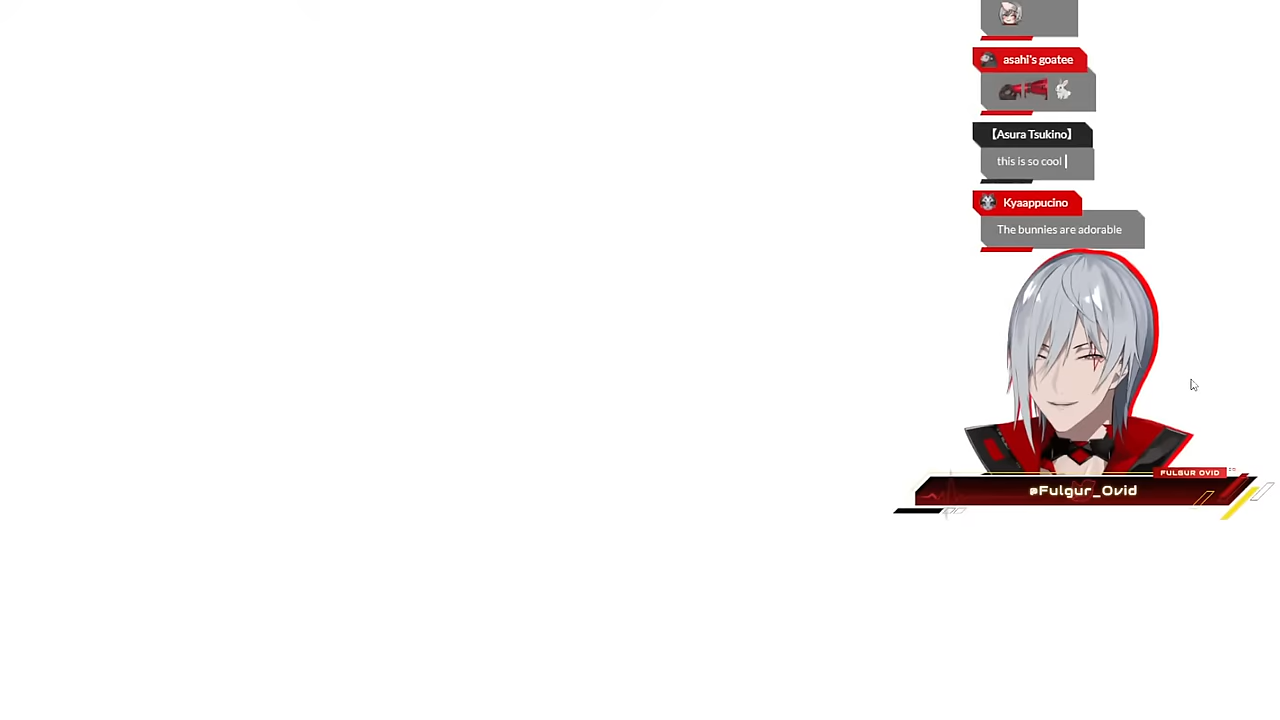 asahi's goatee
【Asura Tsukino】
this is so cool
Kyaappucino
The bunnies are adorable
FULGUR OVID
@Fulgur_Ovid